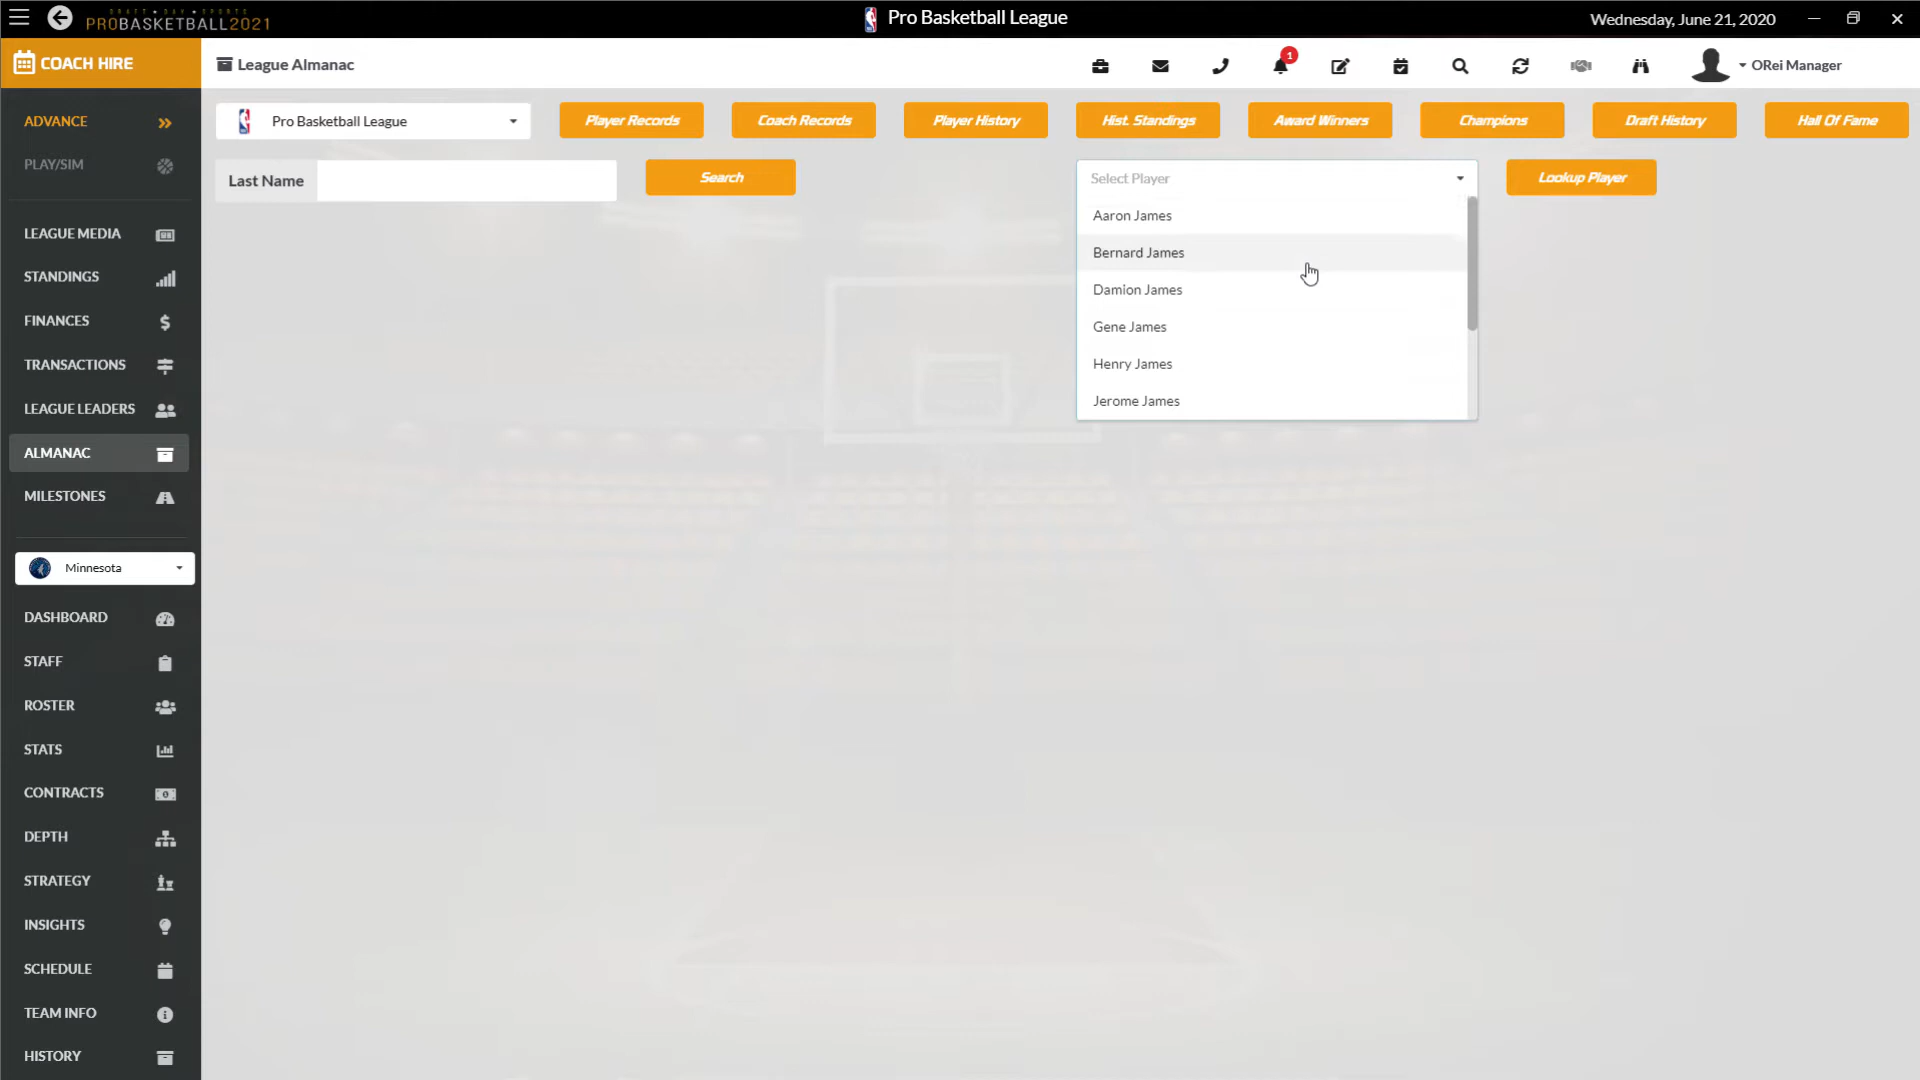 DRAFT • DAY • SPORTS
PROBASKETBALL2021
Pro Basketball League
Wednesday, June 21, 2020
COACH HIRE
League Almanac
1
ORei Manager
ADVANCE
PLAY/SIM
LEAGUE MEDIA
STANDINGS
FINANCES
TRANSACTIONS
LEAGUE LEADERS
ALMANAC
MILESTONES
Minnesota
DASHBOARD
STAFF
ROSTER
STATS
CONTRACTS
DEPTH
STRATEGY
INSIGHTS
SCHEDULE
TEAM INFO
HISTORY
Pro Basketball League
Player Records
Coach Records
Player History
Hist. Standings
Award Winners
Champions
Draft History
Hall Of Fame
Last Name
Search
Select Player
Lookup Player
Aaron James
Bernard James
Damion James
Gene James
Henry James
Jerome James